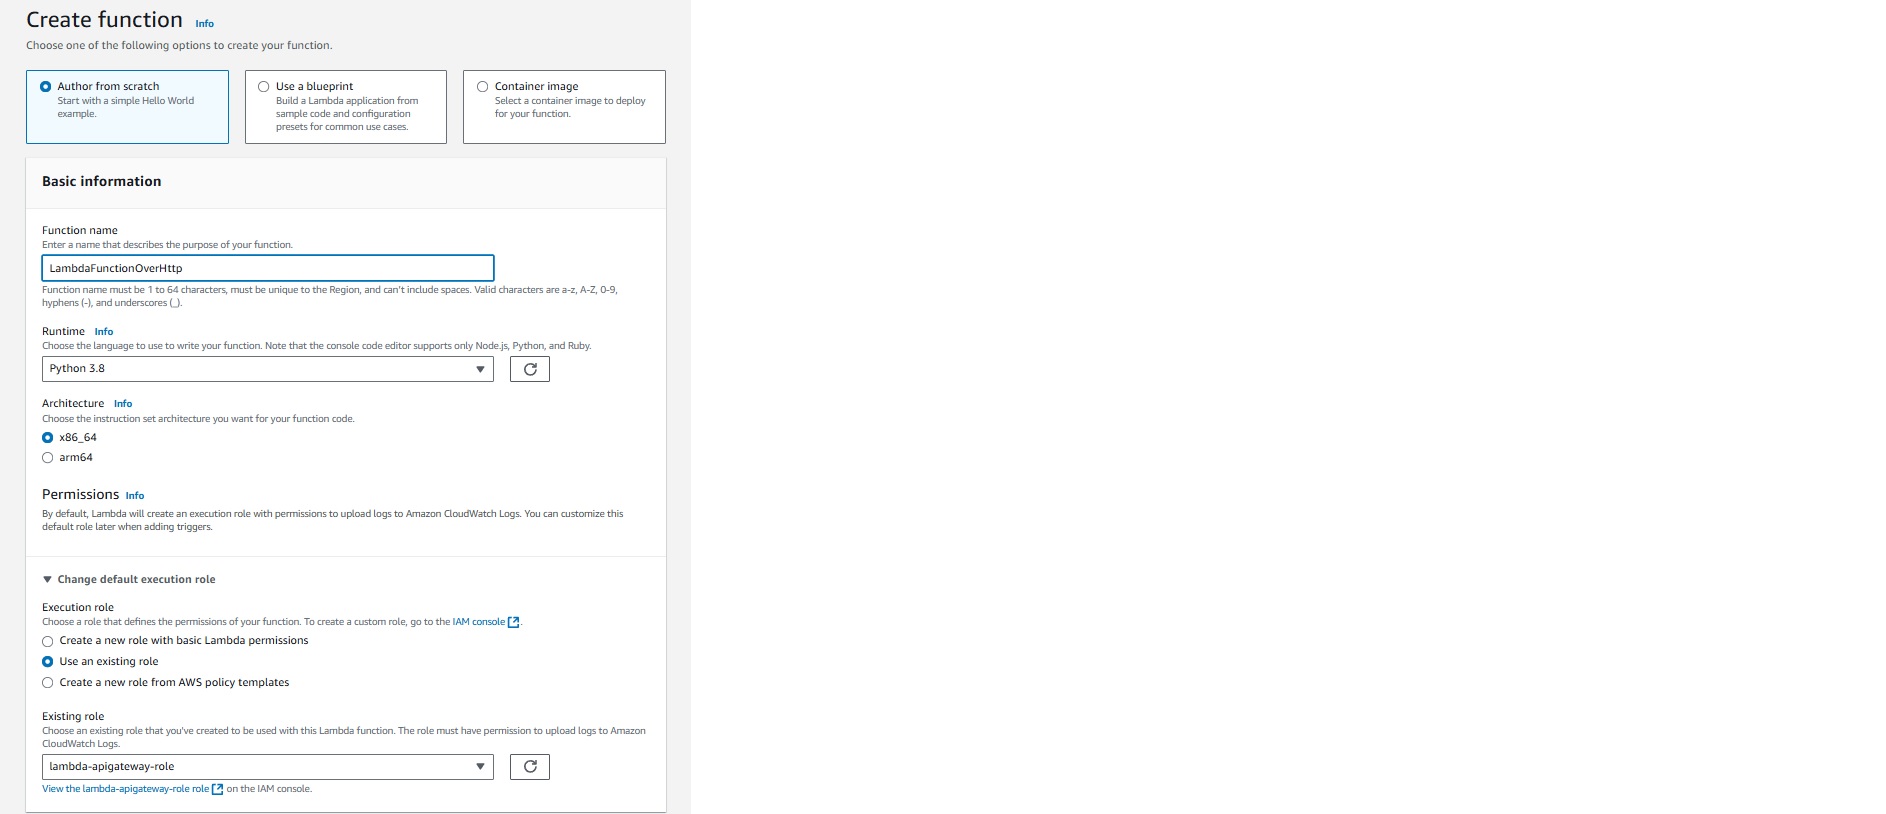 Create function Info
Choose one of the following options to create your function.
Author from scratch
Start with a simple Hello World
example.
Use a blueprint
Build a Lambda application from
sample code and configuration
presets for common use cases.
Container image
Select a container image to deploy
for your function.
Basic information
Function name
Enter a name that describes the purpose of your function.
LambdaFunctionOverHttp
Function name must be 1 to 64 characters, must be unique to the Region, and can't include spaces. Valid characters are a-z, A-Z, 0-9,
hyphens (-), and underscores (_).
Runtime Info
Choose the language to use to write your function. Note that the console code editor supports only Node.js, Python, and Ruby.
Python 3.8
Architecture Info
Choose the instruction set architecture you want for your function code.
x86_64
arm64
Permissions Info
By default, Lambda will create an execution role with permissions to upload logs to Amazon CloudWatch Logs. You can customize this
default role later when adding triggers.
Change default execution role
Execution role
Choose a role that defines the permissions of your function. To create a custom role, go to the IAM console.
Create a new role with basic Lambda permissions
Use an existing role
Create a new role from AWS policy templates
Existing role
Choose an existing role that you've created to be used with this Lambda function. The role must have permission to upload logs to Amazon
CloudWatch Logs.
lambda-apigateway-role
View the lambda-apigateway-role role on the IAM console.